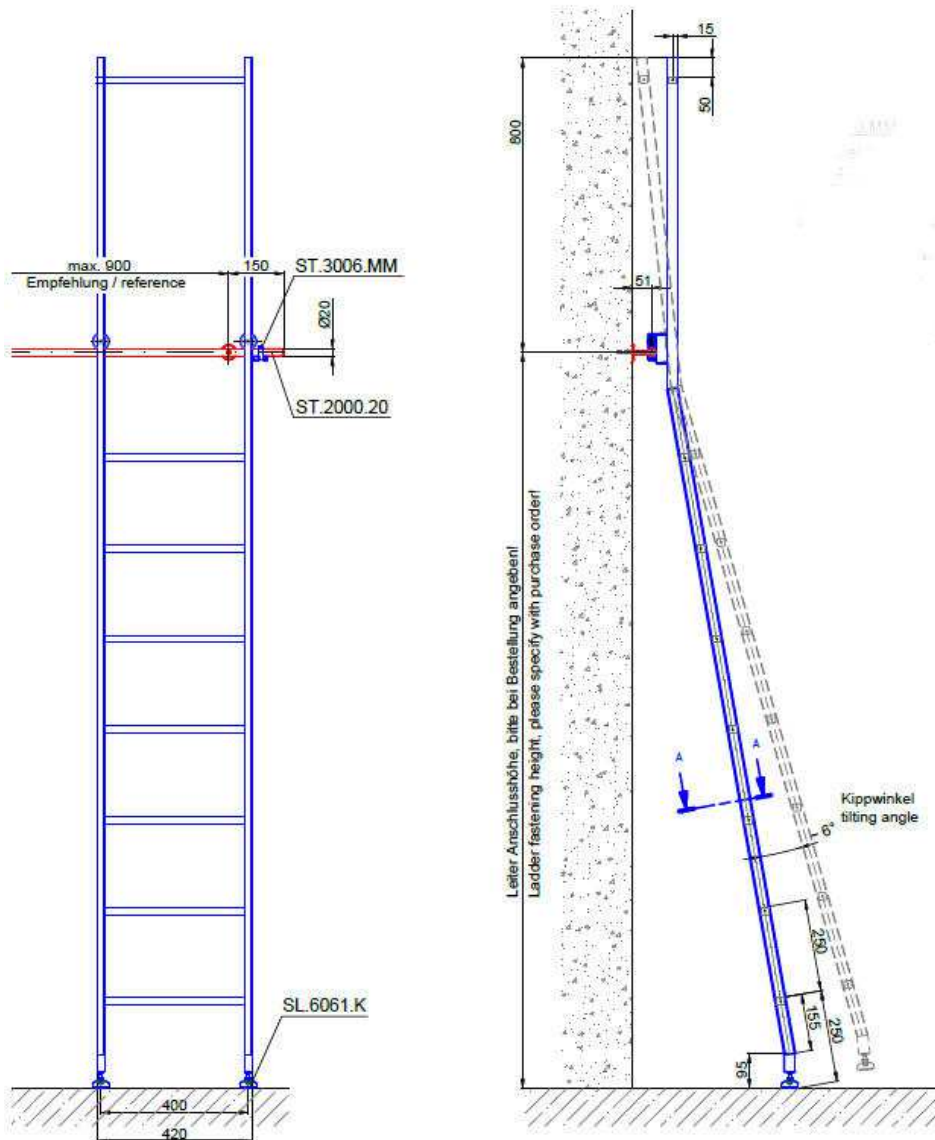 15
50
800
51
max. 900
150
Empfehlung / reference
ST.3006.MM
Ø20
ST.2000.20
Leiter Anschlusshöhe, bitte bei Bestellung angeben!
Ladder fastening height, please specify with purchase order!
A
A
Kippwinkel
tilting angle
~ 6°
250
155
250
95
SL.6061.K
400
420